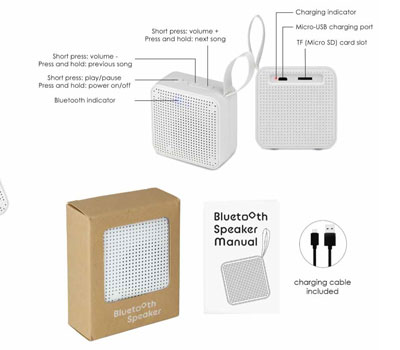 Charging indicator
Micro-USB charging port
TF (Micro SD) card slot
Short press: volume +
Press and hold: next song
Short press: volume -
Press and hold: previous song
Short press: play/pause
Press and hold: power on/off
Bluetooth indicator
Bluetooth
Speaker
Bluetooth
Speaker
Manual
charging cable
included